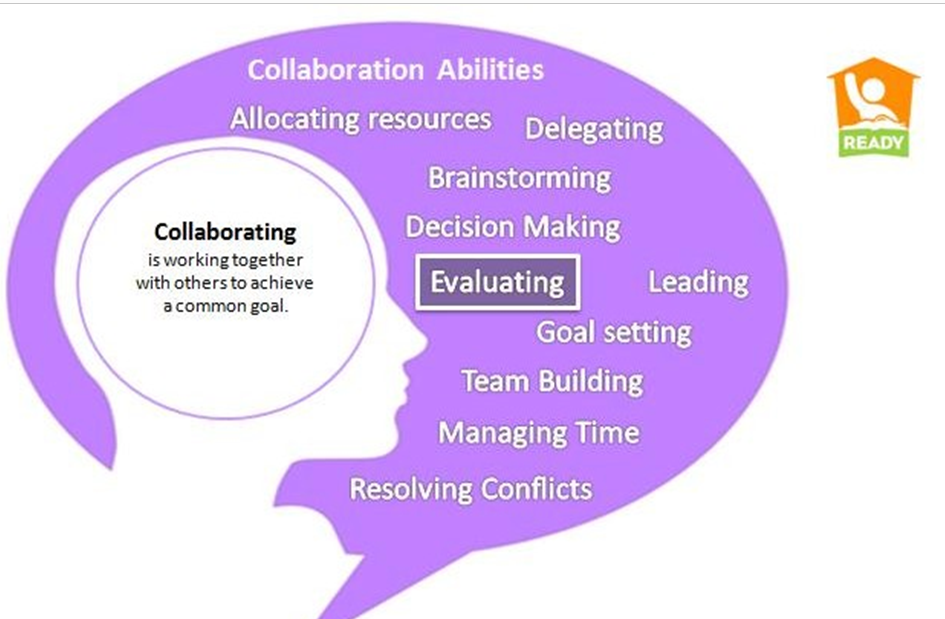 Collaboration Abilities
Allocating resources
Delegating
Brainstorming
Decision Making
Evaluating
Leading
Goal setting
Team Building
Managing Time
Resolving Conflicts
Collaborating
is working together
with others to achieve
a common goal.
READY